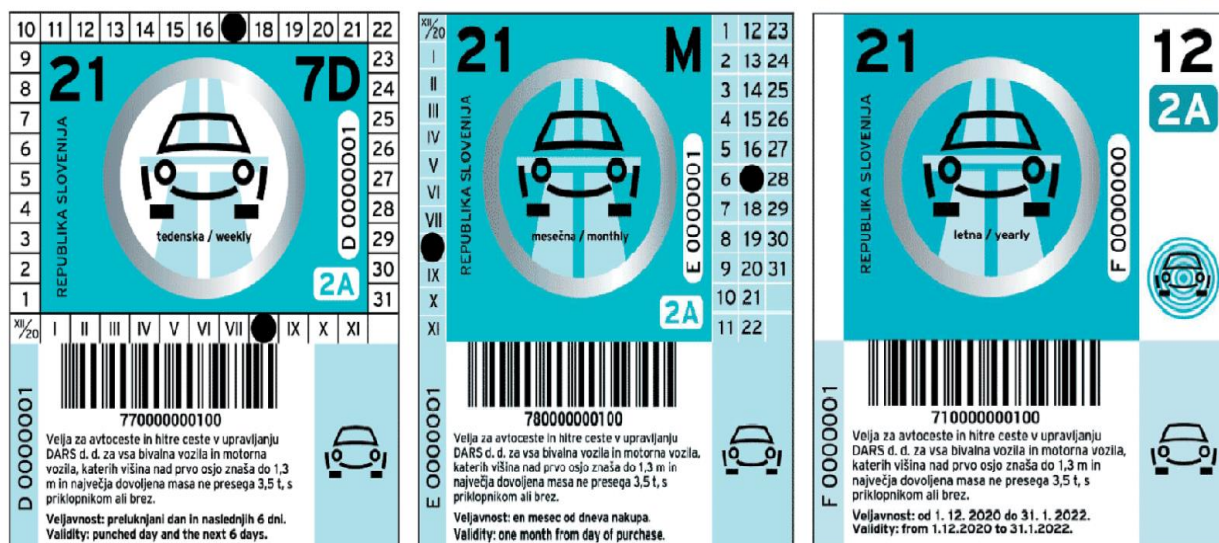 10 11 12 13 14 15 16 18 19 20 21 22
9 21 7D 23
8 24
7 25
6 26
5 27
4 28
3 29
2 30
1 31
REPUBLIKA SLOVENIJA
tedenska / weekly
D 0000001
2A
XII/20 I II III IV V VI VII IX X XI
D 0000001
770000000100
Velja za avtoceste in hitre ceste v upravljanju
DARS d. d. za vsa bivalna vozila in motorna
vozila, katerih višina nad prvo osjo znaša do 1,3
m in največja dovoljena masa ne presega 3,5 t, s
priklopnikom ali brez.
Veljavnost: preluknjani dan in naslednjih 6 dni.
Validity: punched day and the next 6 days.
XII/20
I
II
III
IV
V
VI
VII
IX
X
XI
21 M
REPUBLIKA SLOVENIJA
mesečna / monthly
E 0000001
2A
1 12 23
2 13 24
3 14 25
4 15 26
5 16 27
6 28
7 18 29
8 19 30
9 20 31
10 21
11 22
E 0000001
780000000100
Velja za avtoceste in hitre ceste v upravljanju
DARS d. d. za vsa bivalna vozila in motorna vozila,
katerih višina nad prvo osjo znaša do 1,3 m in
največja dovoljena masa ne presega 3,5 t, s
priklopnikom ali brez.
Veljavnost: en mesec od dneva nakupa.
Validity: one month from day of purchase.
21 12
2A
REPUBLIKA SLOVENIJA
letna / yearly
F 0000000
F 0000001
710000000100
Velja za avtoceste in hitre ceste v upravljanju
DARS d. d. za vsa bivalna vozila in motorna vozila,
katerih višina nad prvo osjo znaša do 1,3 m in
največja dovoljena masa ne presega 3,5 t, s
priklopnikom ali brez.
Veljavnost: od 1. 12. 2020 do 31. 1. 2022.
Validity: from 1.12.2020 to 31.1.2022.